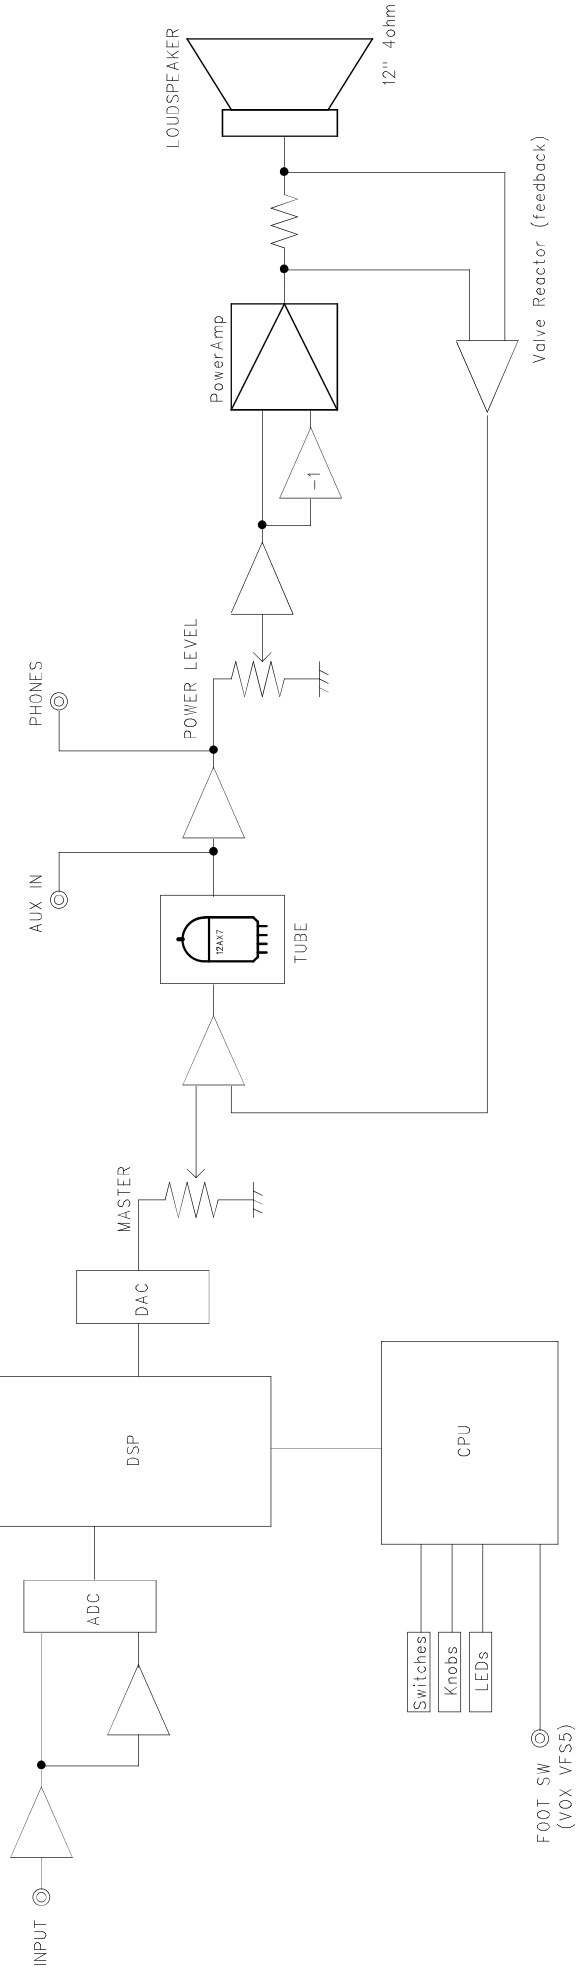 INPUT
ADC
DSP
DAC
MASTER
12AX7
TUBE
AUX IN
PHONES
POWER LEVEL
-1
PowerAmp
LOUDSPEAKER
12" 4ohm
Valve Reactor (feedback)
CPU
Switches
Knobs
LEDs
FOOT SW
(VOX VFS5)